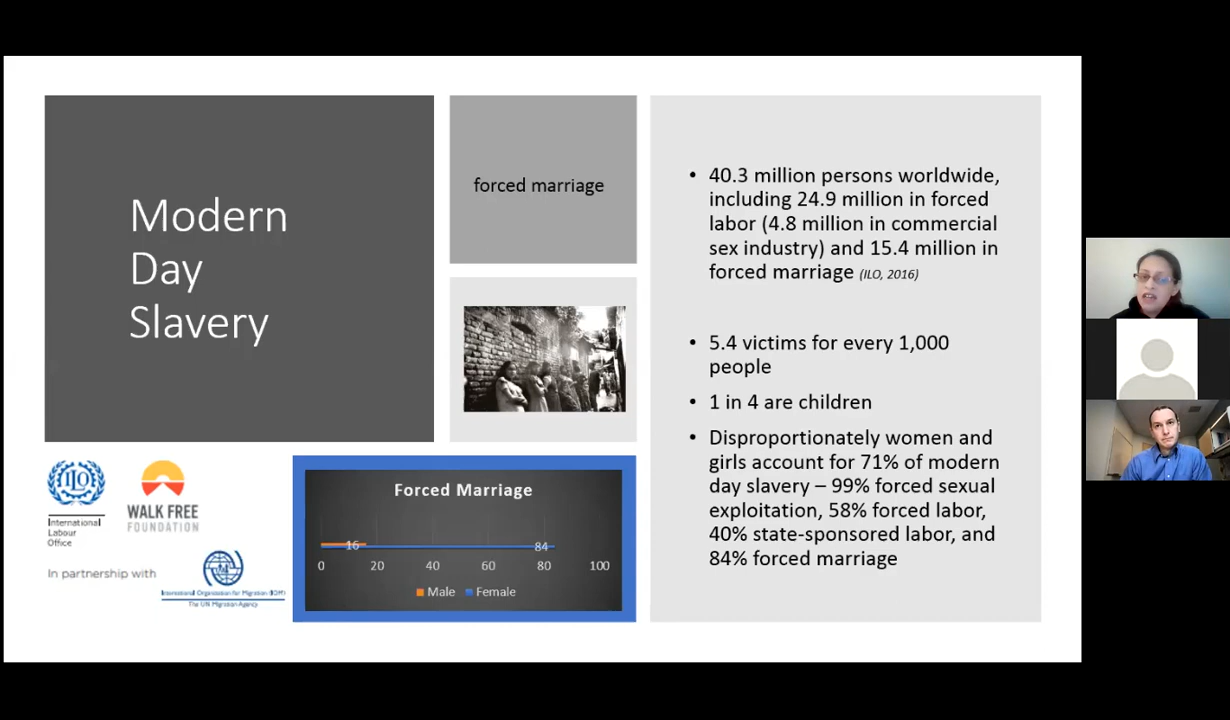 Modern
Day
Slavery
forced marriage
• 40.3 million persons worldwide,
including 24.9 million in forced
labor (4.8 million in commercial
sex industry) and 15.4 million in
forced marriage (ILO, 2016)
• 5.4 victims for every 1,000
people
• 1 in 4 are children
• Disproportionately women and
girls account for 71% of modern
day slavery – 99% forced sexual
exploitation, 58% forced labor,
40% state-sponsored labor, and
84% forced marriage
ILO
International
Labour
Office
WALK FREE
FOUNDATION
In partnership with
International Organization for Migration (IOM)
The UN Migration Agency
Forced Marriage
16 84
0 20 40 60 80 100
Male Female